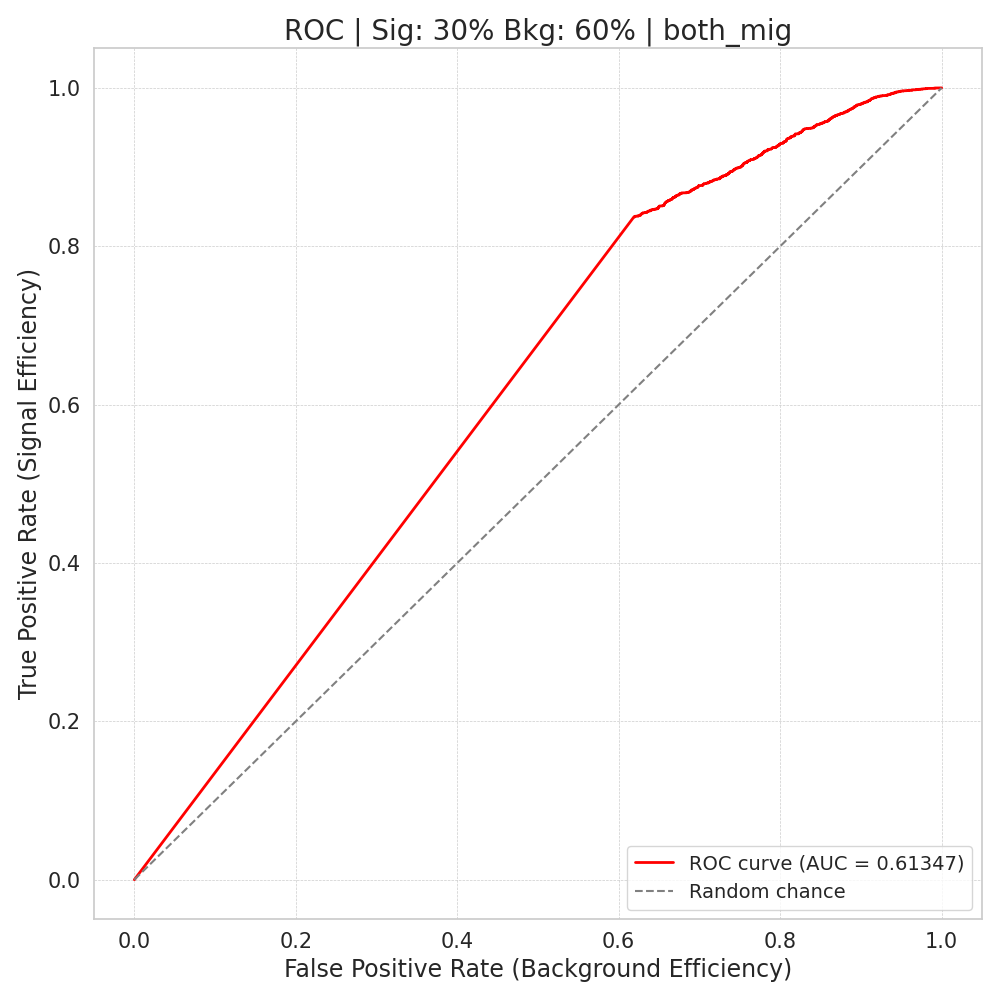 ROC | Sig: 30% Bkg: 60% | both_mig
True Positive Rate (Signal Efficiency)
1.0
0.8
0.6
0.4
0.2
0.0
ROC curve (AUC = 0.61347)
Random chance
0.0 0.2 0.4 0.6 0.8 1.0
False Positive Rate (Background Efficiency)